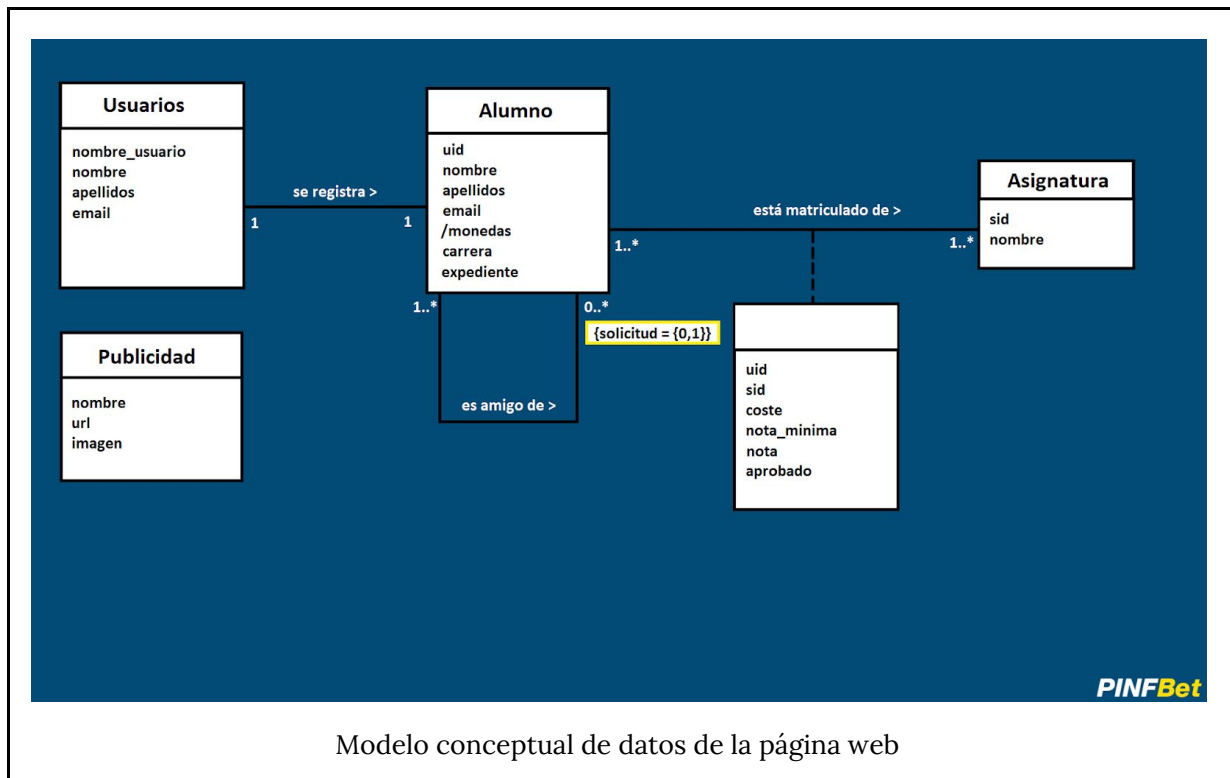 Usuarios
nombre_usuario
nombre
apellidos
email
se registra >
1
1
Alumno
uid
nombre
apellidos
email
/monedas
carrera
expediente
está matriculado de >
1..*
1..*
Asignatura
sid
nombre
1..*
0..*
{solicitud = {0,1}}
es amigo de >
Publicidad
nombre
url
imagen
uid
sid
coste
nota_minima
nota
aprobado
PINFBet
Modelo conceptual de datos de la página web